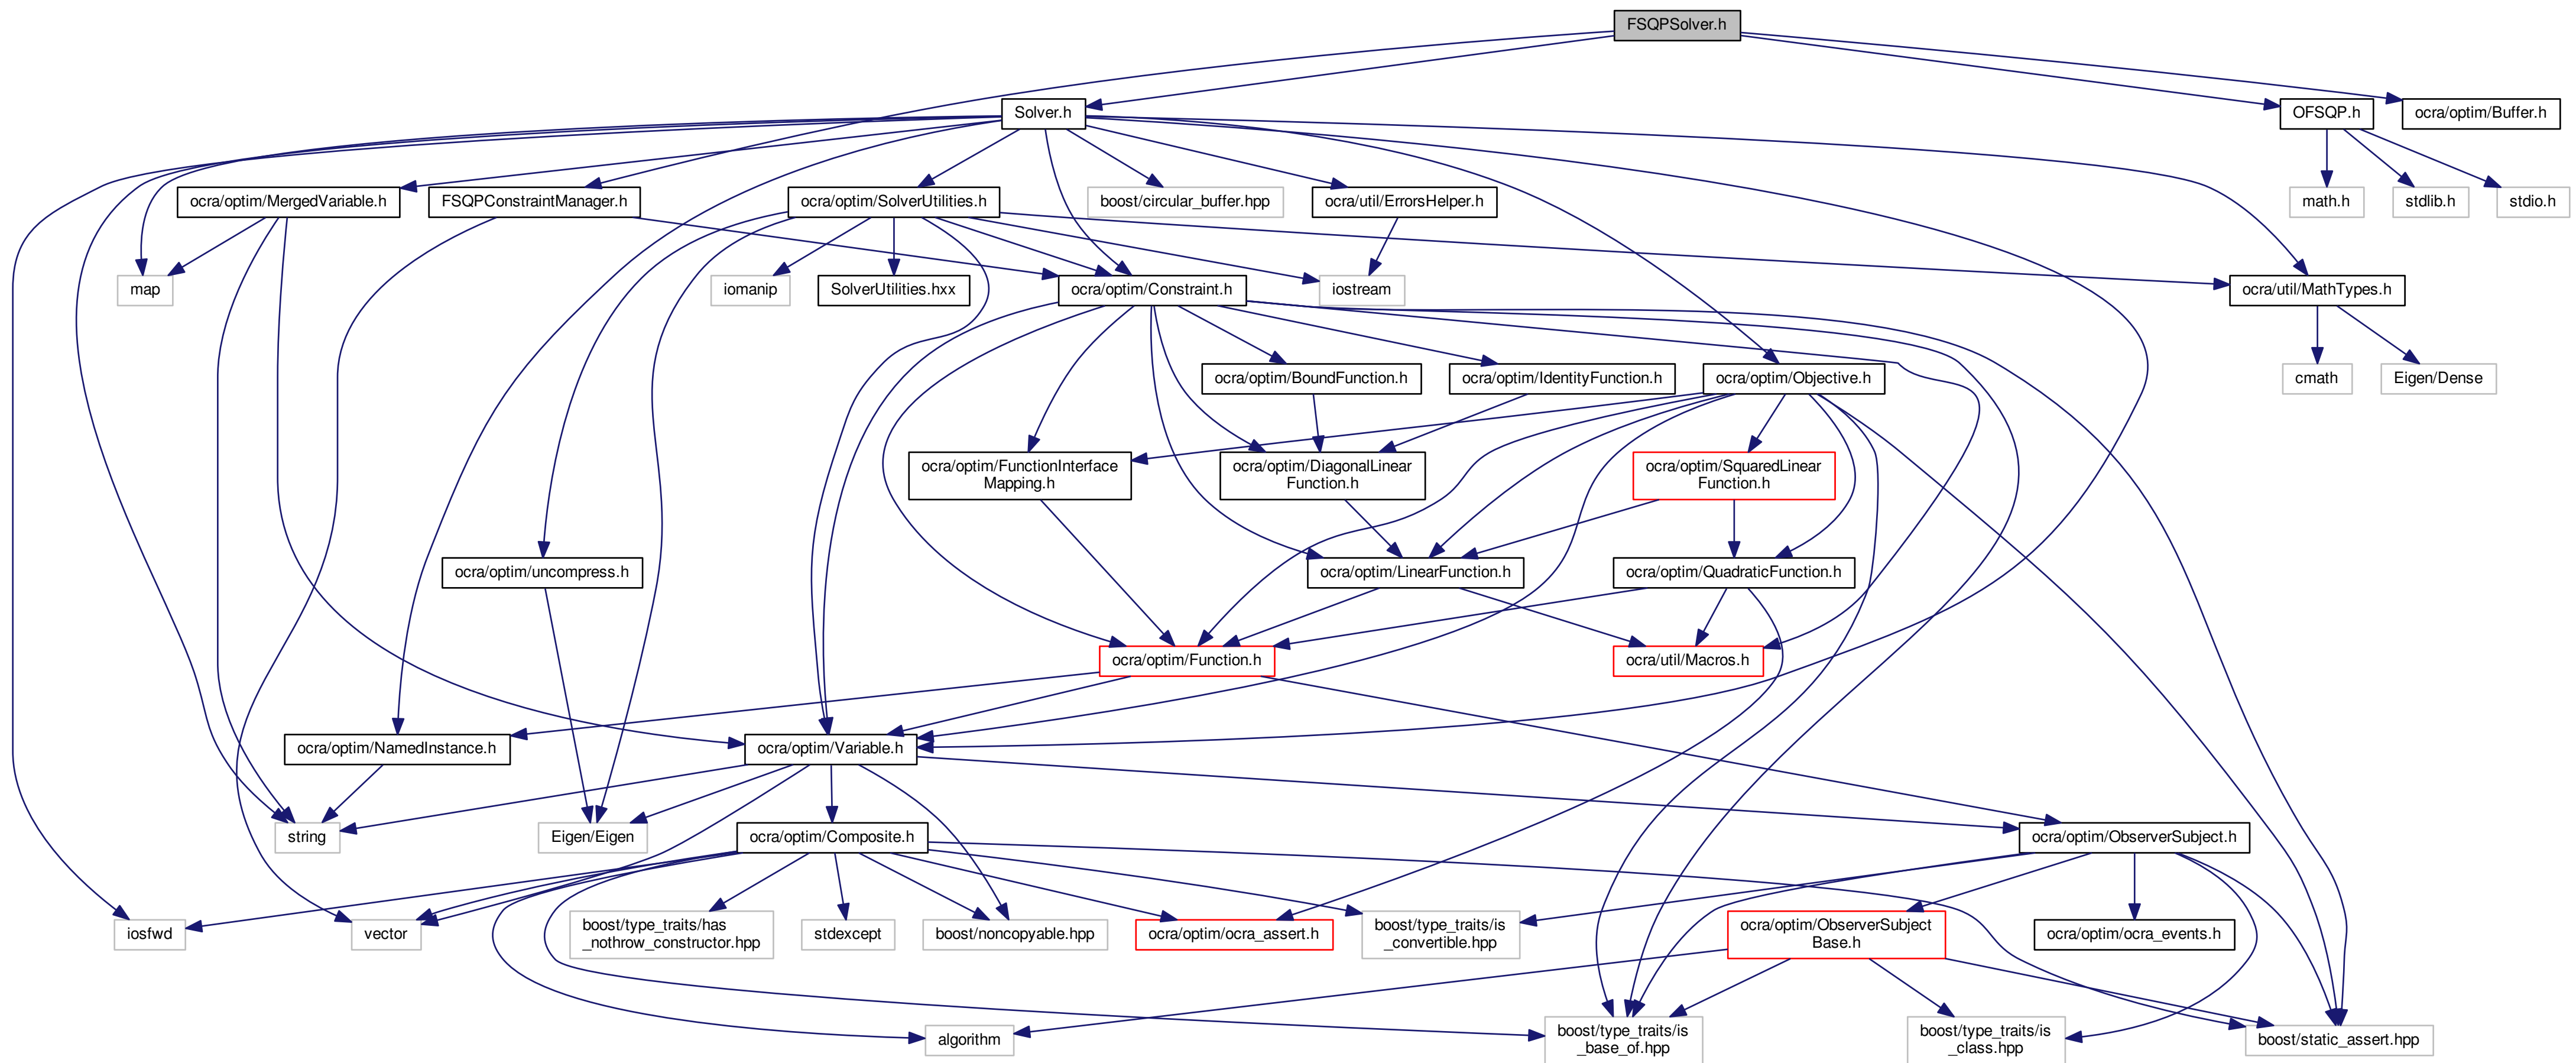 FSQPSolver.h
Solver.h
OFSQP.h
ocra/optim/Buffer.h
ocra/optim/MergedVariable.h
FSQPConstraintManager.h
ocra/optim/SolverUtilities.h
boost/circular_buffer.hpp
ocra/util/ErrorsHelper.h
math.h
stdlib.h
stdio.h
map
iomanip
SolverUtilities.hxx
ocra/optim/Constraint.h
iostream
ocra/util/MathTypes.h
ocra/optim/BoundFunction.h
ocra/optim/IdentityFunction.h
ocra/optim/Objective.h
cmath
Eigen/Dense
ocra/optim/FunctionInterface
Mapping.h
ocra/optim/DiagonalLinear
Function.h
ocra/optim/SquaredLinear
Function.h
ocra/optim/uncompress.h
ocra/optim/LinearFunction.h
ocra/optim/QuadraticFunction.h
ocra/optim/Function.h
ocra/util/Macros.h
ocra/optim/NamedInstance.h
ocra/optim/Variable.h
string
Eigen/Eigen
ocra/optim/Composite.h
ocra/optim/ObserverSubject.h
iosfwd
vector
boost/type_traits/has
_nothrow_constructor.hpp
stdexcept
boost/noncopyable.hpp
ocra/optim/ocra_assert.h
boost/type_traits/is
_convertible.hpp
ocra/optim/ObserverSubject
Base.h
ocra/optim/ocra_events.h
algorithm
boost/type_traits/is
_base_of.hpp
boost/type_traits/is
_class.hpp
boost/static_assert.hpp